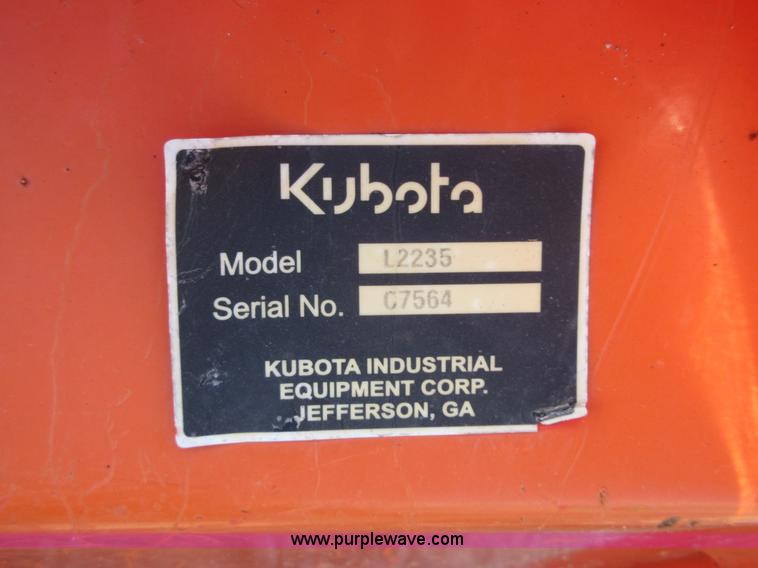 Kubota
Model L2235
Serial No. C7564
KUBOTA INDUSTRIAL
EQUIPMENT CORP.
JEFFERSON, GA
www.purplewave.com